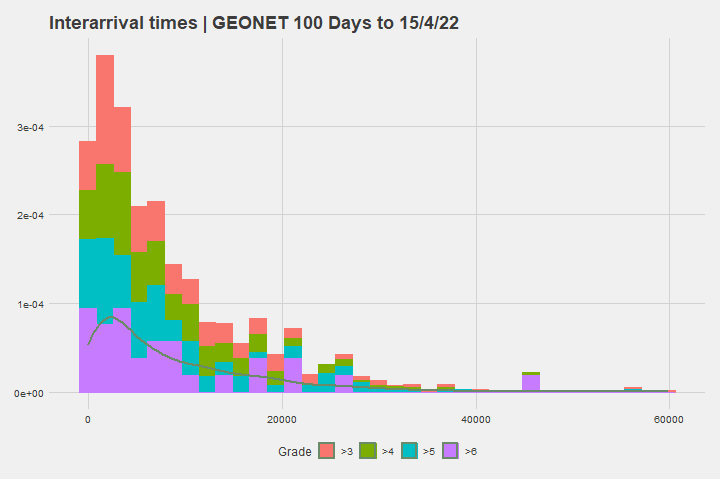 Interarrival times | GEONET 100 Days to 15/4/22
3e-04
2e-04
1e-04
0e+00
0 20000 40000 60000
Grade >3 >4 >5 >6